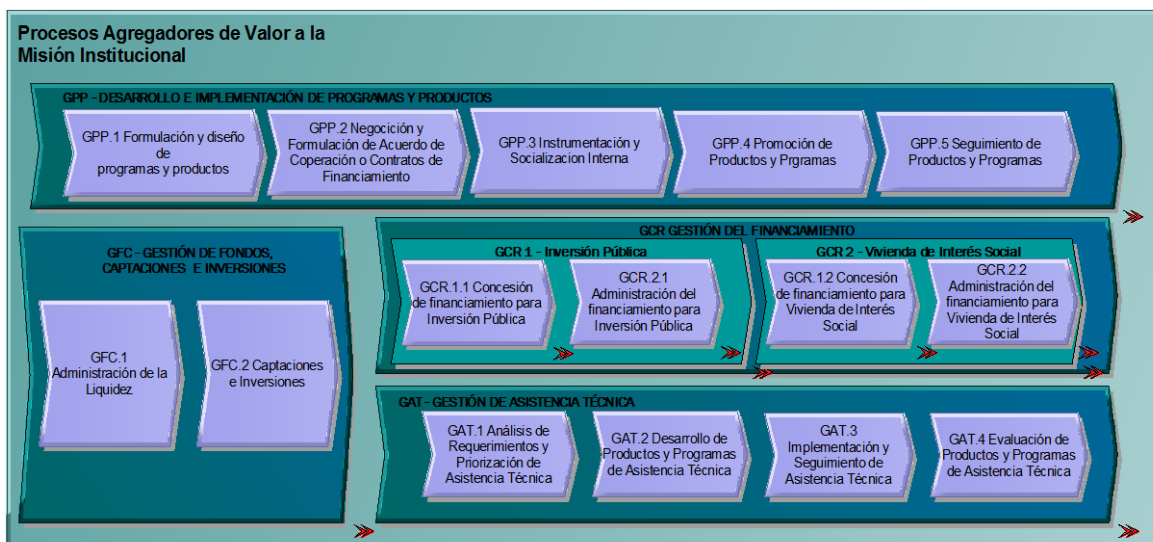 Procesos Agregadores de Valor a la
Misión Institucional
GPP - DESARROLLO E IMPLEMENTACIÓN DE PROGRAMAS Y PRODUCTOS
GPP.1 Formulación y diseño
de
programas y productos
GPP.2 Negocición y
Formulación de Acuerdo de
Coperación o Contratos de
Financiamiento
GPP.3 Instrumentación y
Socializacion Interna
GPP.4 Promoción de
Productos y Prgramas
GPP.5 Seguimiento de
Productos y Programas
GFC - GESTIÓN DE FONDOS,
CAPTACIONES E INVERSIONES
GFC.1
Administración de la
Liquidez
GFC.2 Captaciones
e Inversiones
GCR GESTIÓN DEL FINANCIAMIENTO
GCR 1 - Inversión Pública
GCR.1.1 Concesión
de financiamiento para
Inversión Pública
GCR.2.1
Administración del
financiamiento para
Inversión Pública
GCR 2 - Vivienda de Interés Social
GCR.1.2 Concesión
de financiamiento para
Vivienda de Interés
Social
GCR.2.2
Administración del
financiamiento para
Vivienda de Interés
Social
GAT- GESTIÓN DE ASISTENCIA TÉCNICA
GAT.1 Análisis de
Requerimientos y
Priorización de
Asistencia Técnica
GAT.2 Desarrollo de
Productos y Programas
de Asistencia Técnica
GAT.3
Implementación y
Seguimiento de
Asistencia Técnica
GAT.4 Evaluación de
Productos y Programas
de Asistencia Técnica